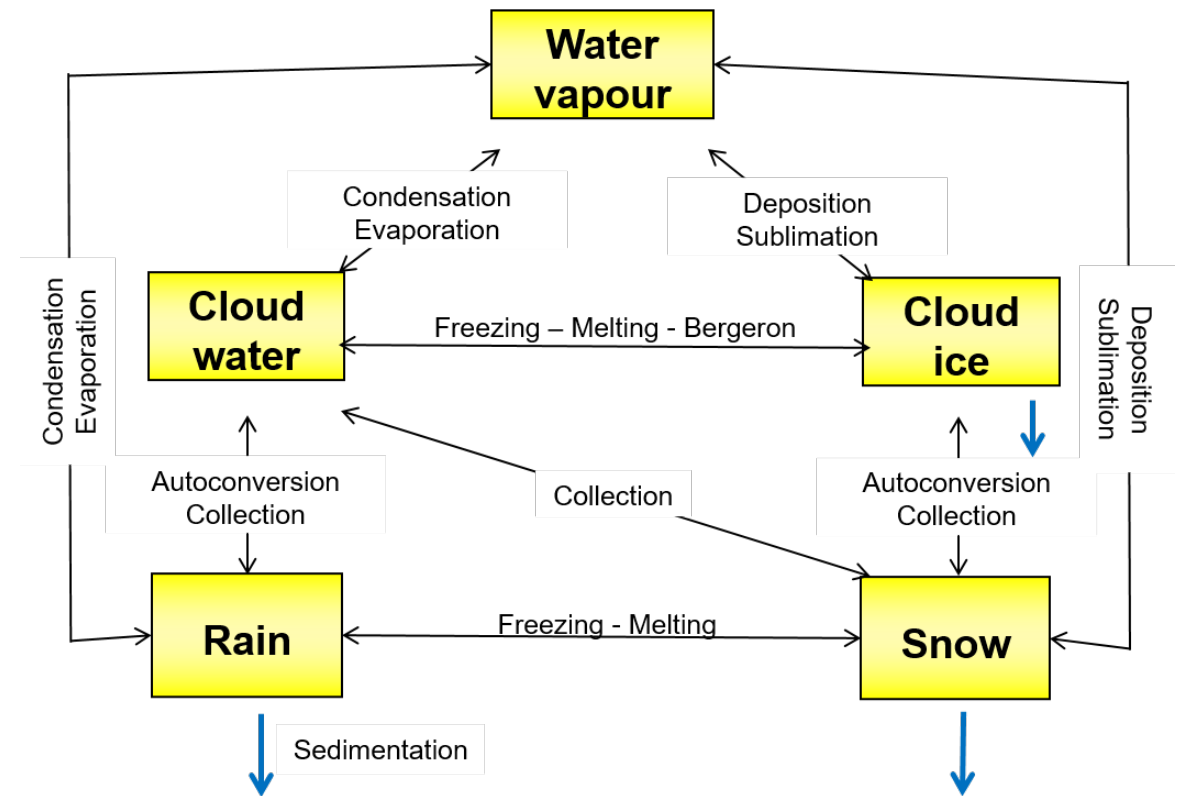 Water
vapour
Condensation
Evaporation
Deposition
Sublimation
Condensation
Evaporation
Cloud
water
Freezing – Melting - Bergeron
Cloud
ice
Deposition
Sublimation
Autoconversion
Collection
Collection
Autoconversion
Collection
Rain
Freezing - Melting
Snow
Sedimentation